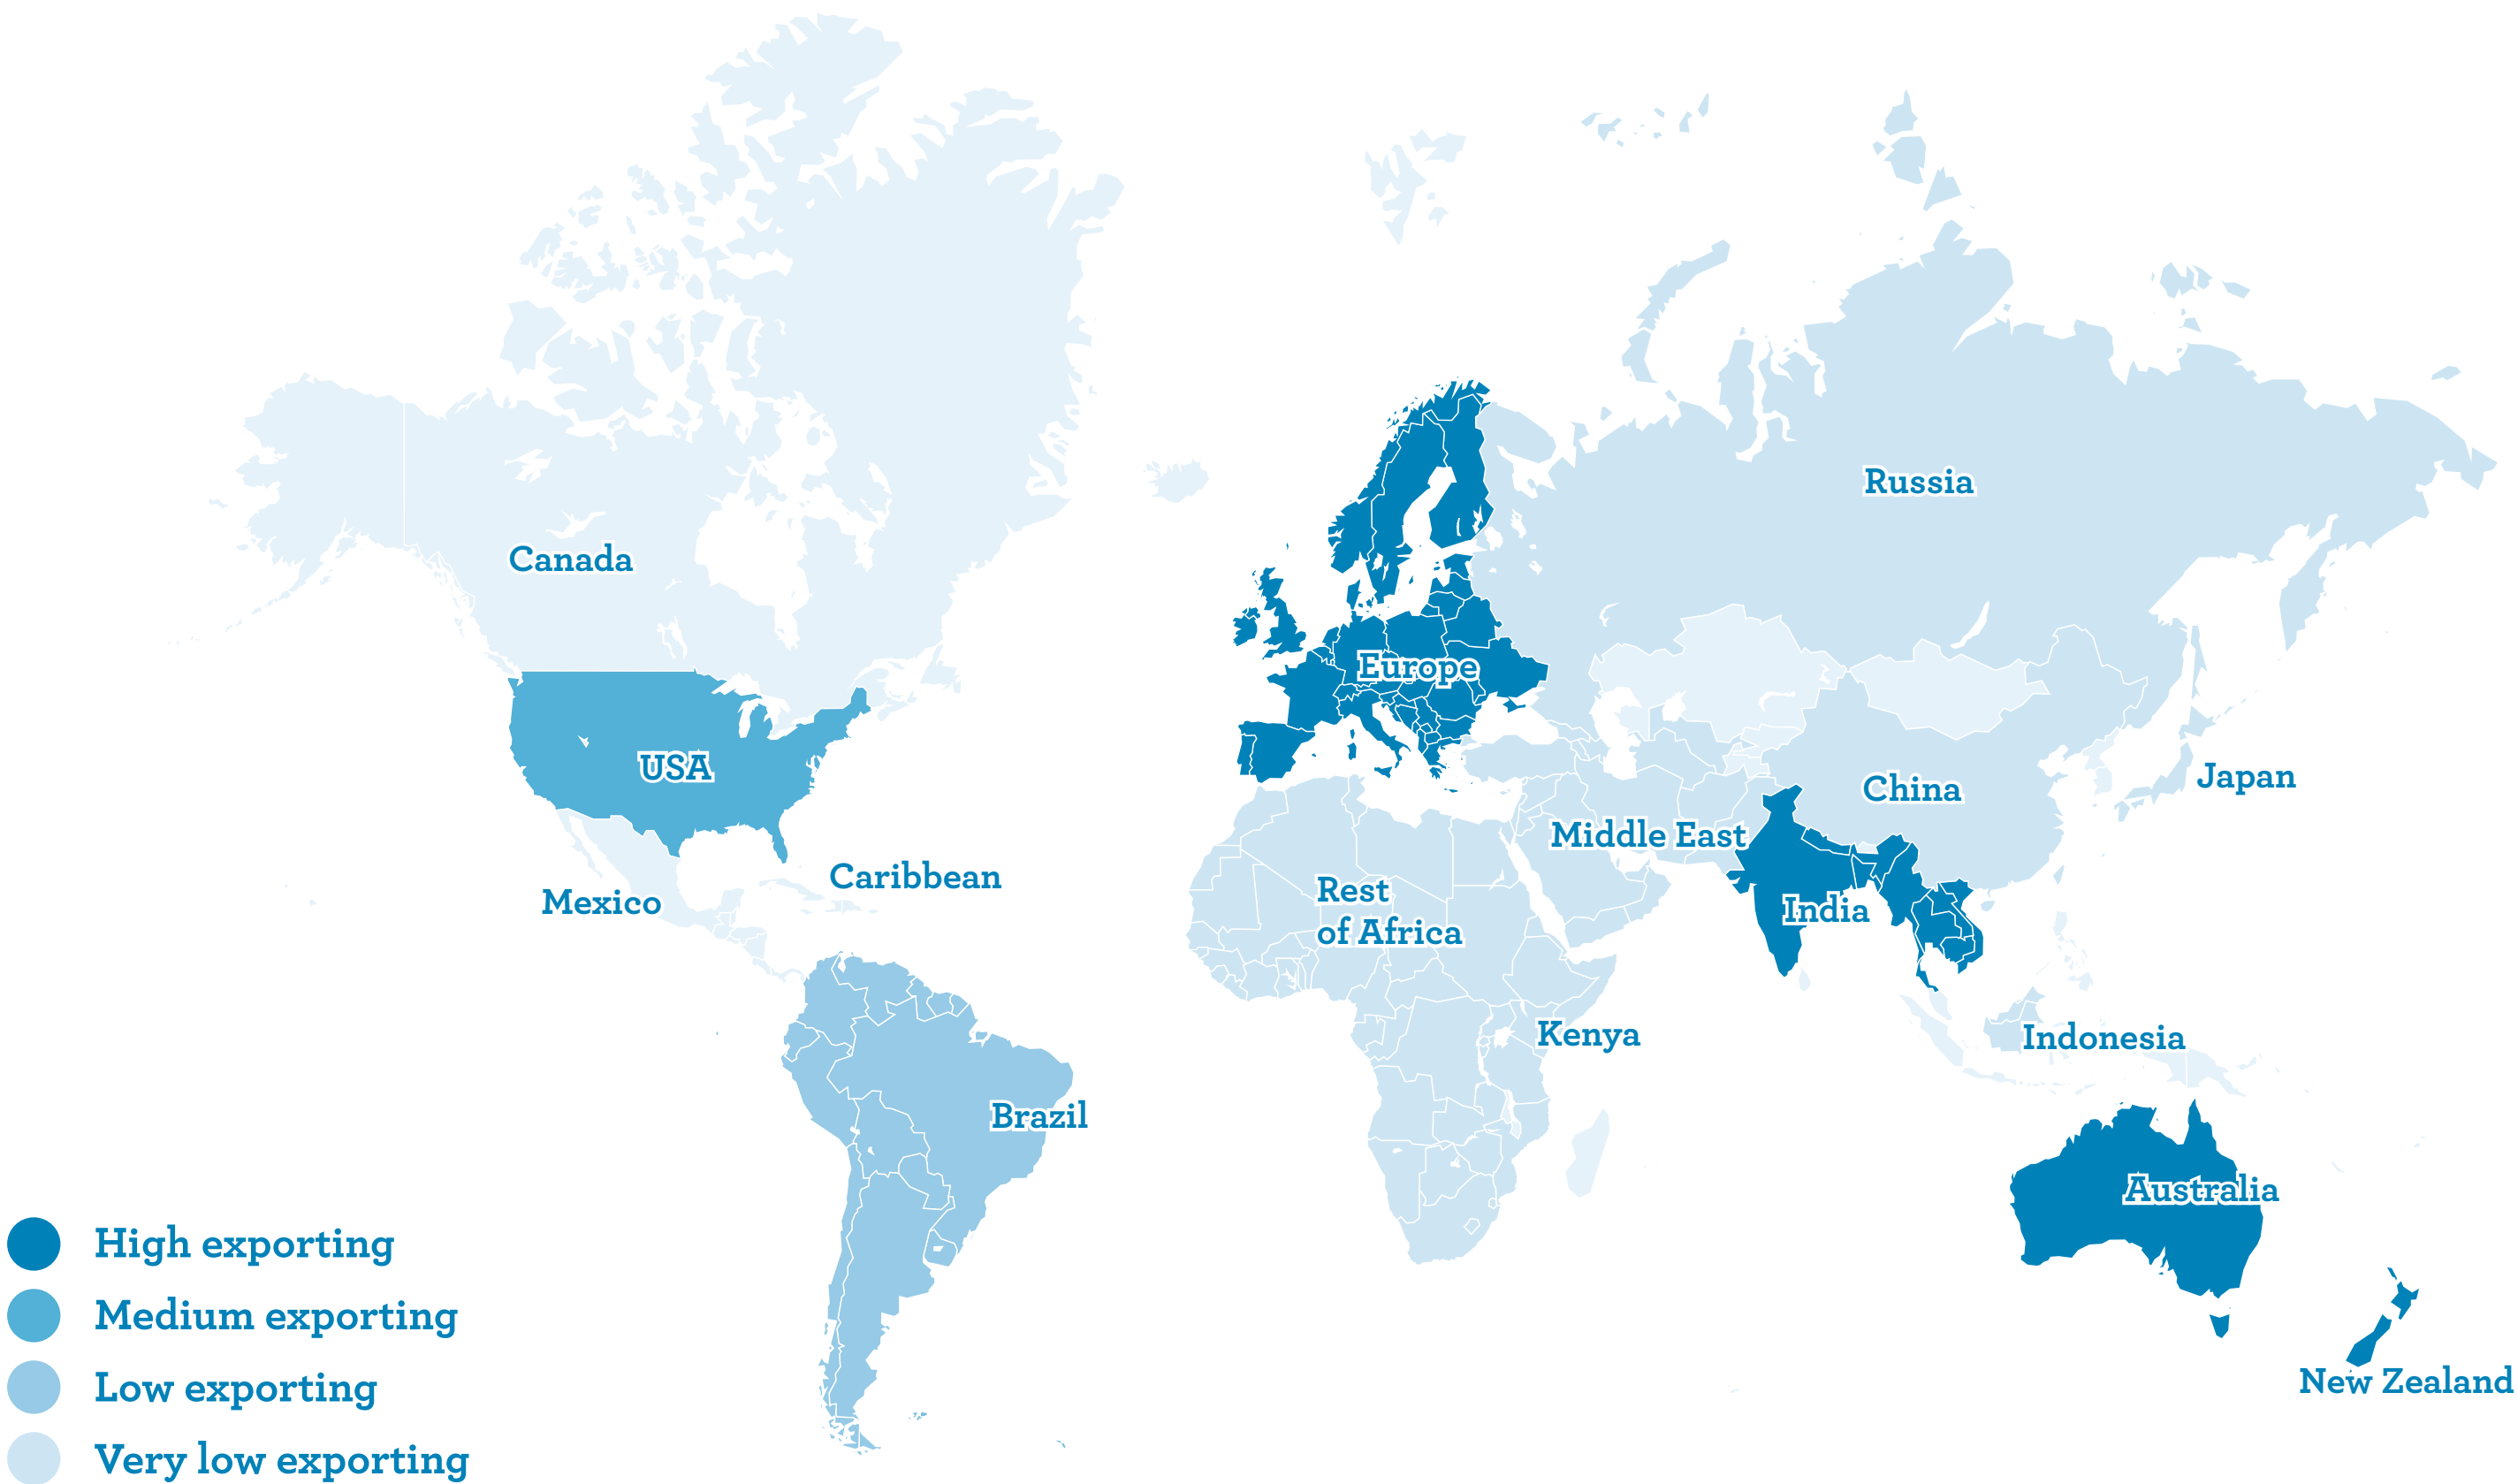 Russia
Canada
Europe
USA
China
Japan
Middle East
Caribbean
Rest
of Africa
Mexico
India
Kenya
Indonesia
Brazil
Australia
New Zealand
High exporting
Medium exporting
Low exporting
Very low exporting